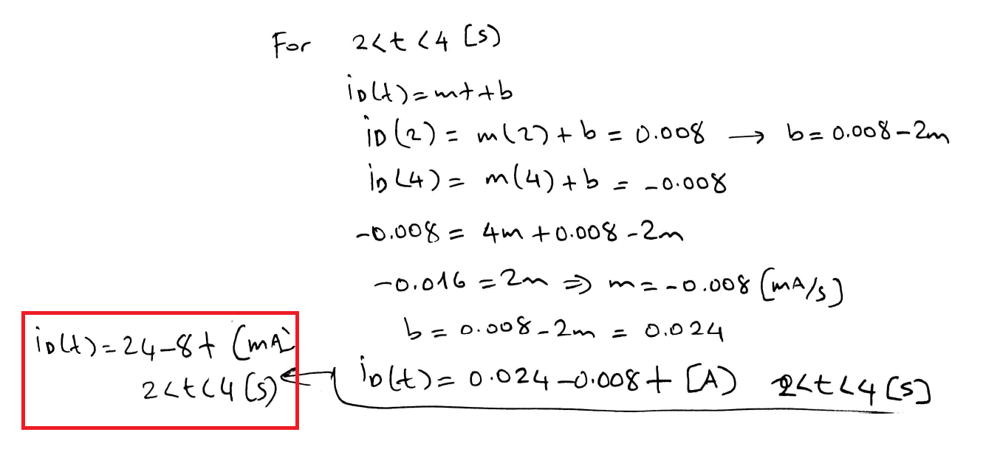 For 2<t<4 [s]
iD(t)=mt+b
iD(2) = m(2)+b = 0.008 → b=0.008-2m
iD(4) = m(4)+b = -0.008
-0.008 = 4m+0.008-2m
-0.016=2m ⇒ m=-0.008 [mA/s]
b=0.008-2m = 0.024
iD(t)= 0.024-0.008t [A] 2<t<4 [s]
iD(t)=24-8t [mA]
2<t<4 [s]